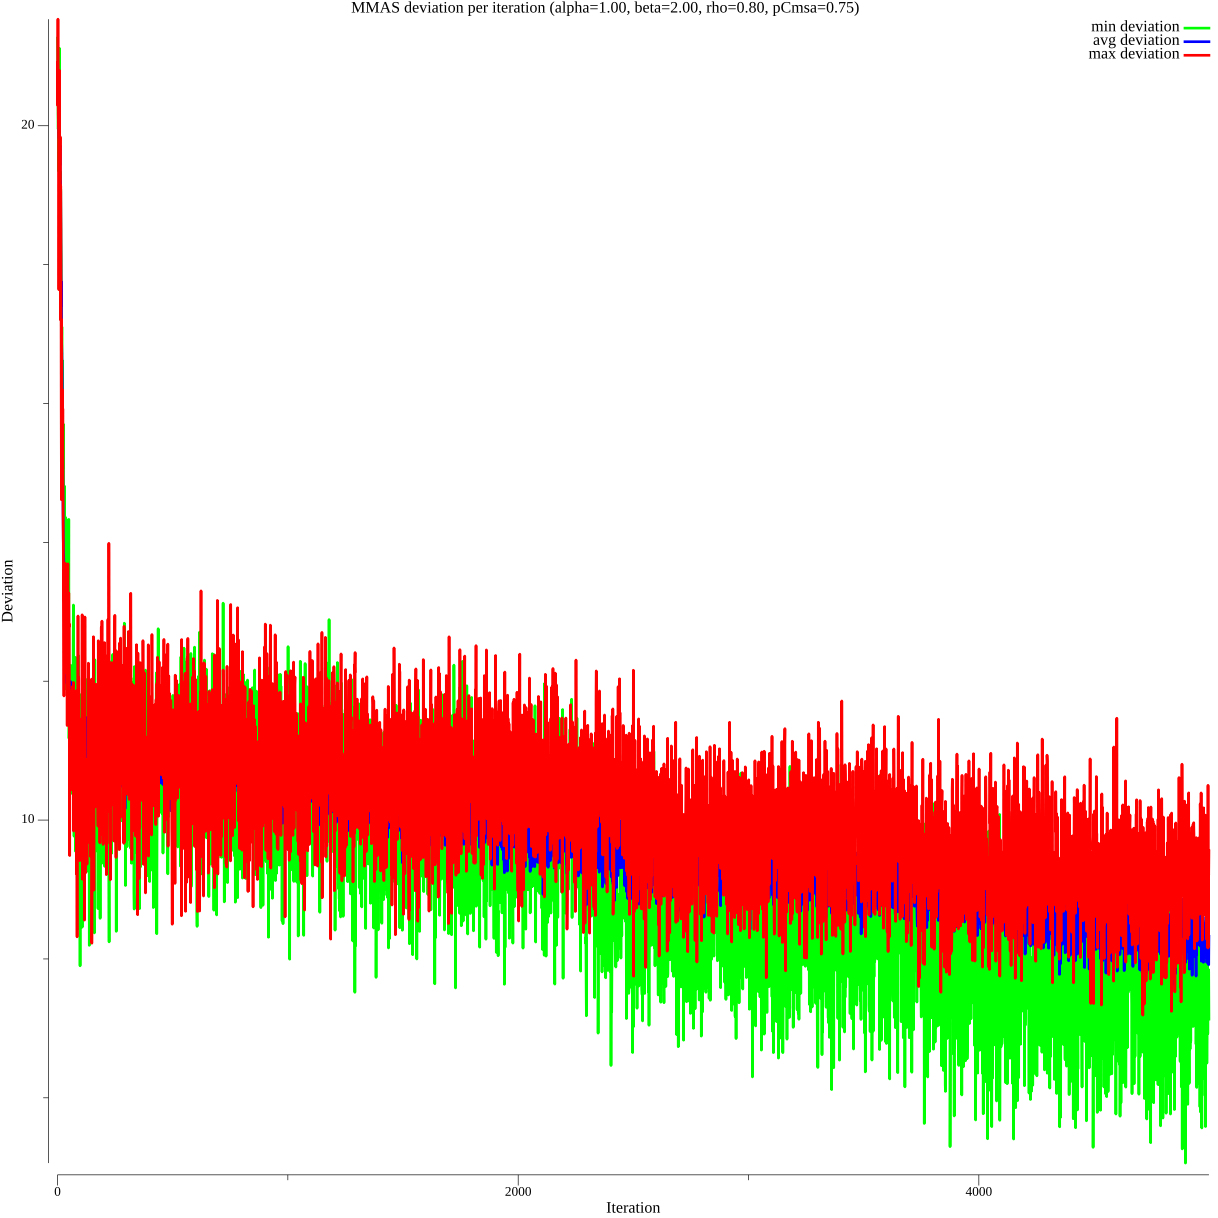 MMAS deviation per iteration (alpha=1.00, beta=2.00, rho=0.80, pCmsa=0.75)
min deviation
avg deviation
max deviation
20
Deviation
10
0 2000 4000
Iteration